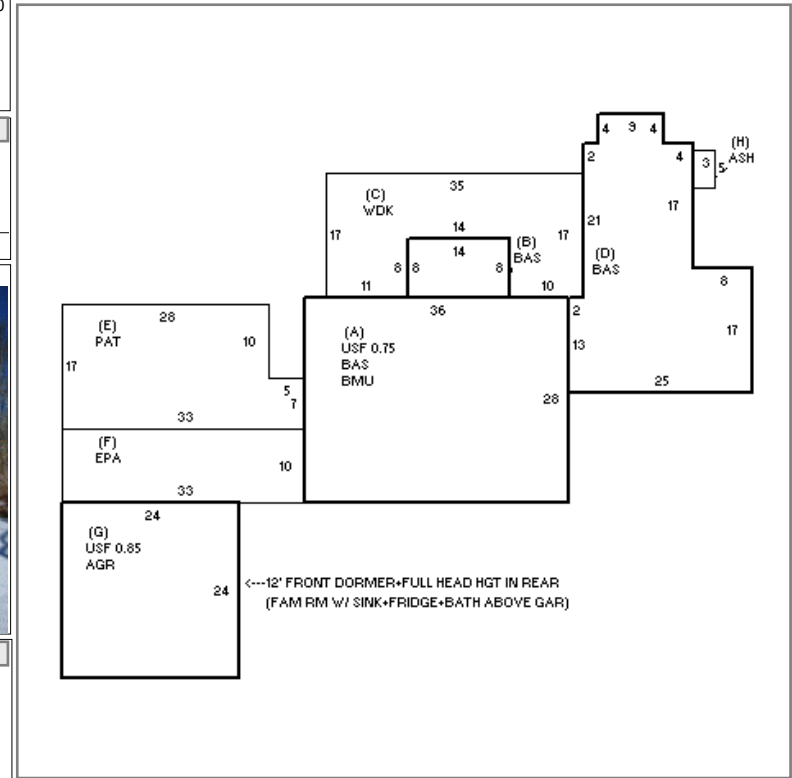 4 9 4
(H)
ASH
2
4
3
5
(C)
WDK
35
17
14
14
17
(B)
BAS
21
17
(D)
BAS
8
8
8
11
10
8
17
25
2
13
36
(A)
USF 0.75
BAS
BMU
28
(E)
PAT
28
10
17
5
7
33
(F)
EPA
10
33
24
(G)
USF 0.85
AGR
24
<---12' FRONT DORMER+FULL HEAD HGT IN REAR
(FAM RM W/ SINK+FRIDGE+BATH ABOVE GAR)